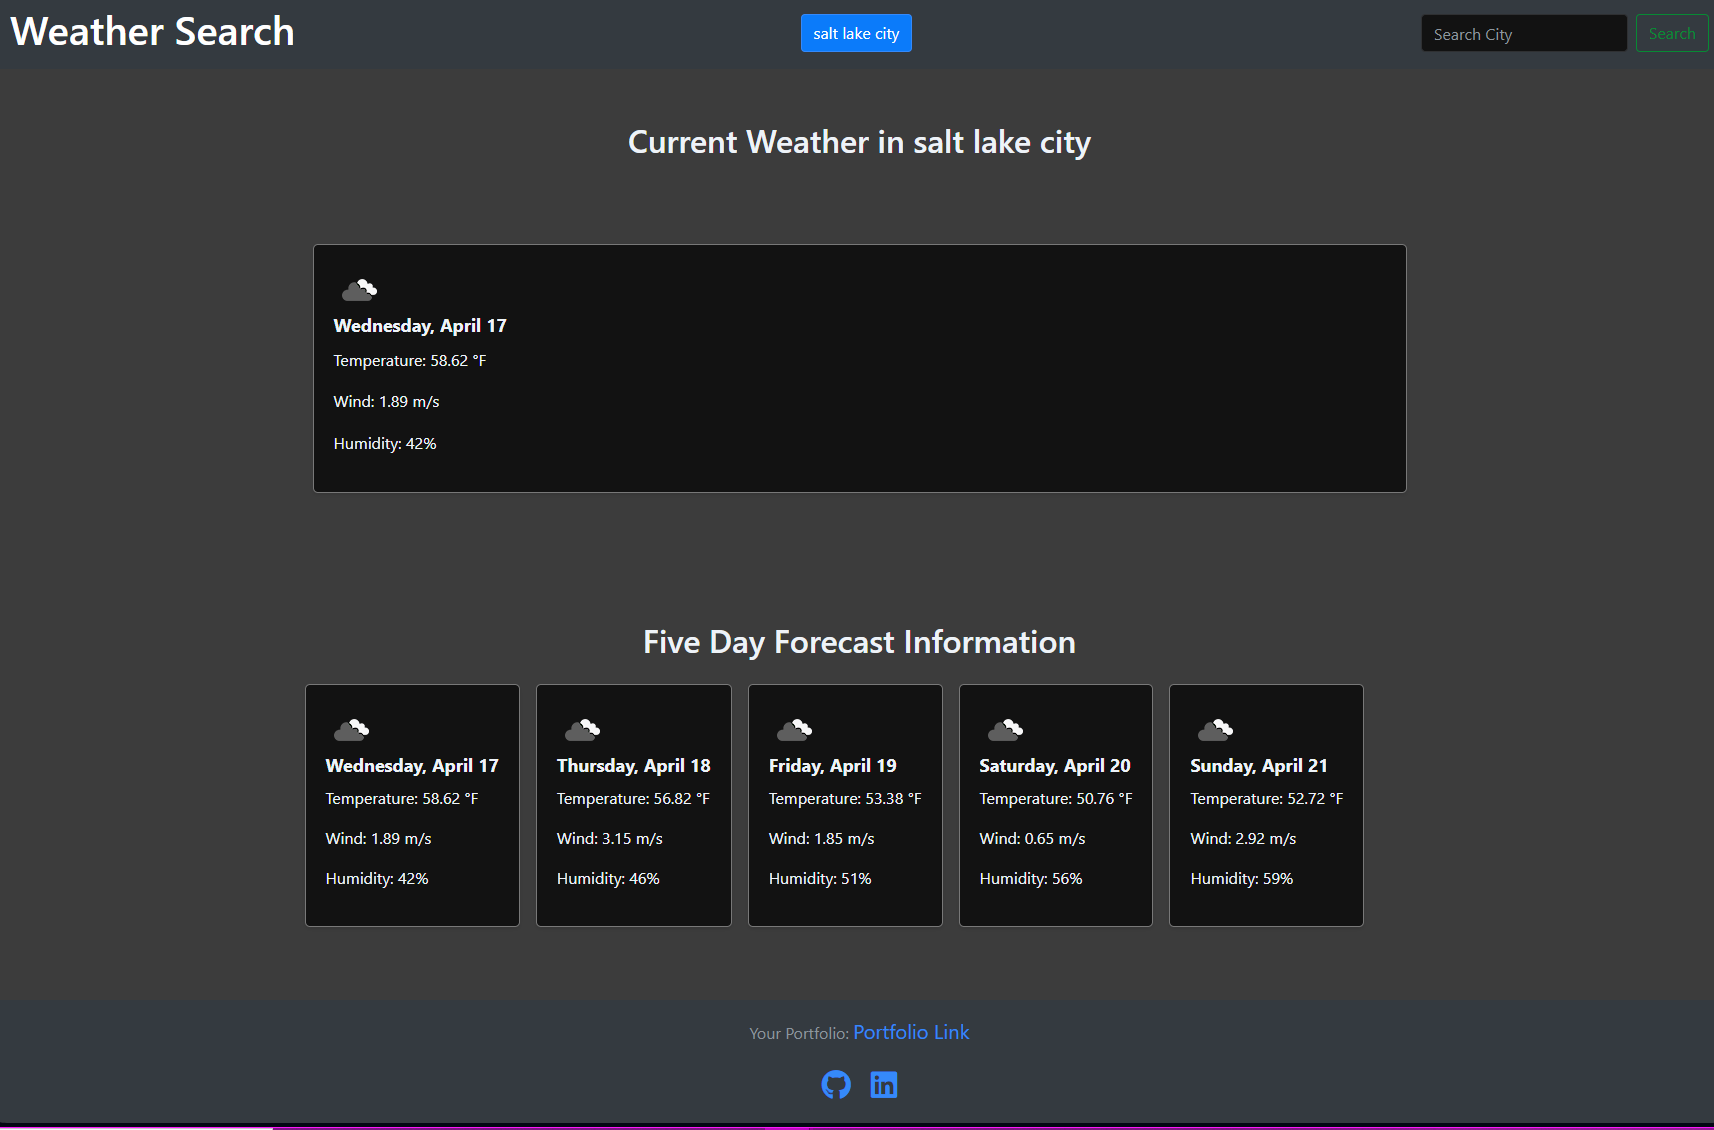 Weather Search
salt lake city
Search City
Search
Current Weather in salt lake city
Wednesday, April 17
Temperature: 58.62 °F
Wind: 1.89 m/s
Humidity: 42%
Five Day Forecast Information
Wednesday, April 17
Temperature: 58.62 °F
Wind: 1.89 m/s
Humidity: 42%
Thursday, April 18
Temperature: 56.82 °F
Wind: 3.15 m/s
Humidity: 46%
Friday, April 19
Temperature: 53.38 °F
Wind: 1.85 m/s
Humidity: 51%
Saturday, April 20
Temperature: 50.76 °F
Wind: 0.65 m/s
Humidity: 56%
Sunday, April 21
Temperature: 52.72 °F
Wind: 2.92 m/s
Humidity: 59%
Your Portfolio: Portfolio Link
in